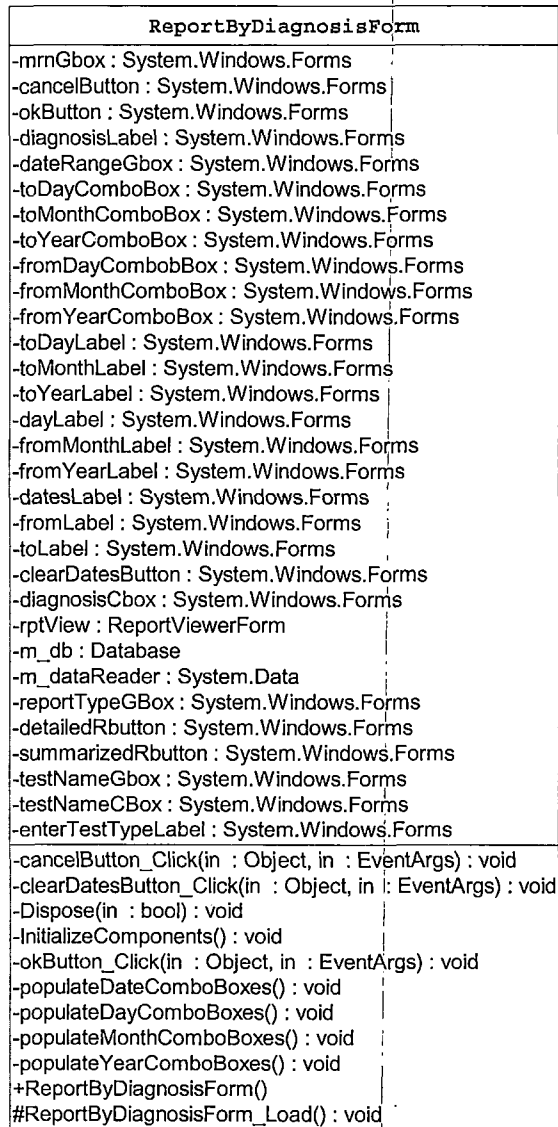 ReportByDiagnosisForm
-mrnGbox : System.Windows.Forms
-cancelButton : System.Windows.Forms
-okButton : System.Windows.Forms
-diagnosisLabel : System.Windows.Forms
-dateRangeGbox : System.Windows.Forms
-toDayComboBox : System.Windows.Forms
-toMonthComboBox : System.Windows.Forms
-toYearComboBox : System.Windows.Forms
-fromDayCombobBox : System.Windows.Forms
-fromMonthComboBox : System.Windows.Forms
-fromYearComboBox : System.Windows.Forms
-toDayLabel : System.Windows.Forms
-toMonthLabel : System.Windows.Forms
-toYearLabel : System.Windows.Forms
-dayLabel : System.Windows.Forms
-fromMonthLabel : System.Windows.Forms
-fromYearLabel : System.Windows.Forms
-datesLabel : System.Windows.Forms
-fromLabel : System.Windows.Forms
-toLabel : System.Windows.Forms
-clearDatesButton : System.Windows.Forms
-diagnosisCbox : System.Windows.Forms
-rptView : ReportViewerForm
-m_db : Database
-m_dataReader : System.Data
-reportTypeGBox : System.Windows.Forms
-detailedRbutton : System.Windows.Forms
-summarizedRbutton : System.Windows.Forms
-testNameGbox : System.Windows.Forms
-testNameCBox : System.Windows.Forms
-enterTestTypeLabel : System.Windows.Forms
-cancelButton_Click(in : Object, in : EventArgs) : void
-clearDatesButton_Click(in : Object, in : EventArgs) : void
-Dispose(in : bool) : void
-InitializeComponents() : void
-okButton_Click(in : Object, in : EventArgs) : void
-populateDateComboBoxes() : void
-populateDayComboBoxes() : void
-populateMonthComboBoxes() : void
-populateYearComboBoxes() : void
+ReportByDiagnosisForm()
#ReportByDiagnosisForm_Load() : void